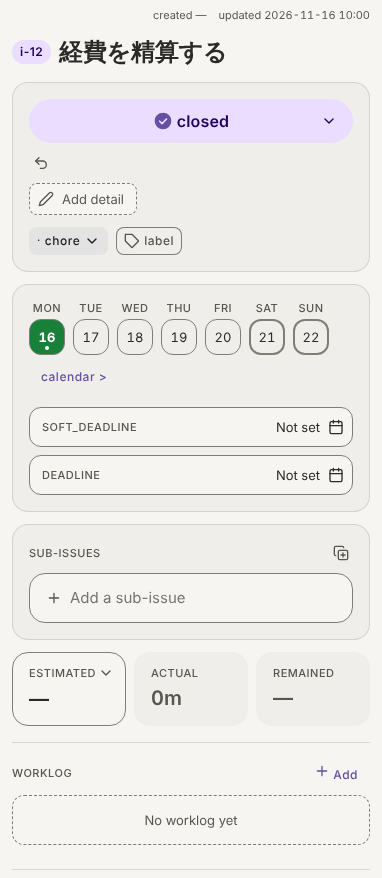 created — updated 2026-11-16 10:00
i-12 経費を精算する
closed
Add detail
· chore label
MON TUE WED THU FRI SAT SUN
16 17 18 19 20 21 22
calendar >
SOFT_DEADLINE Not set
DEADLINE Not set
SUB-ISSUES
+ Add a sub-issue
ESTIMATED ACTUAL REMAINED
— 0m —
WORKLOG + Add
No worklog yet